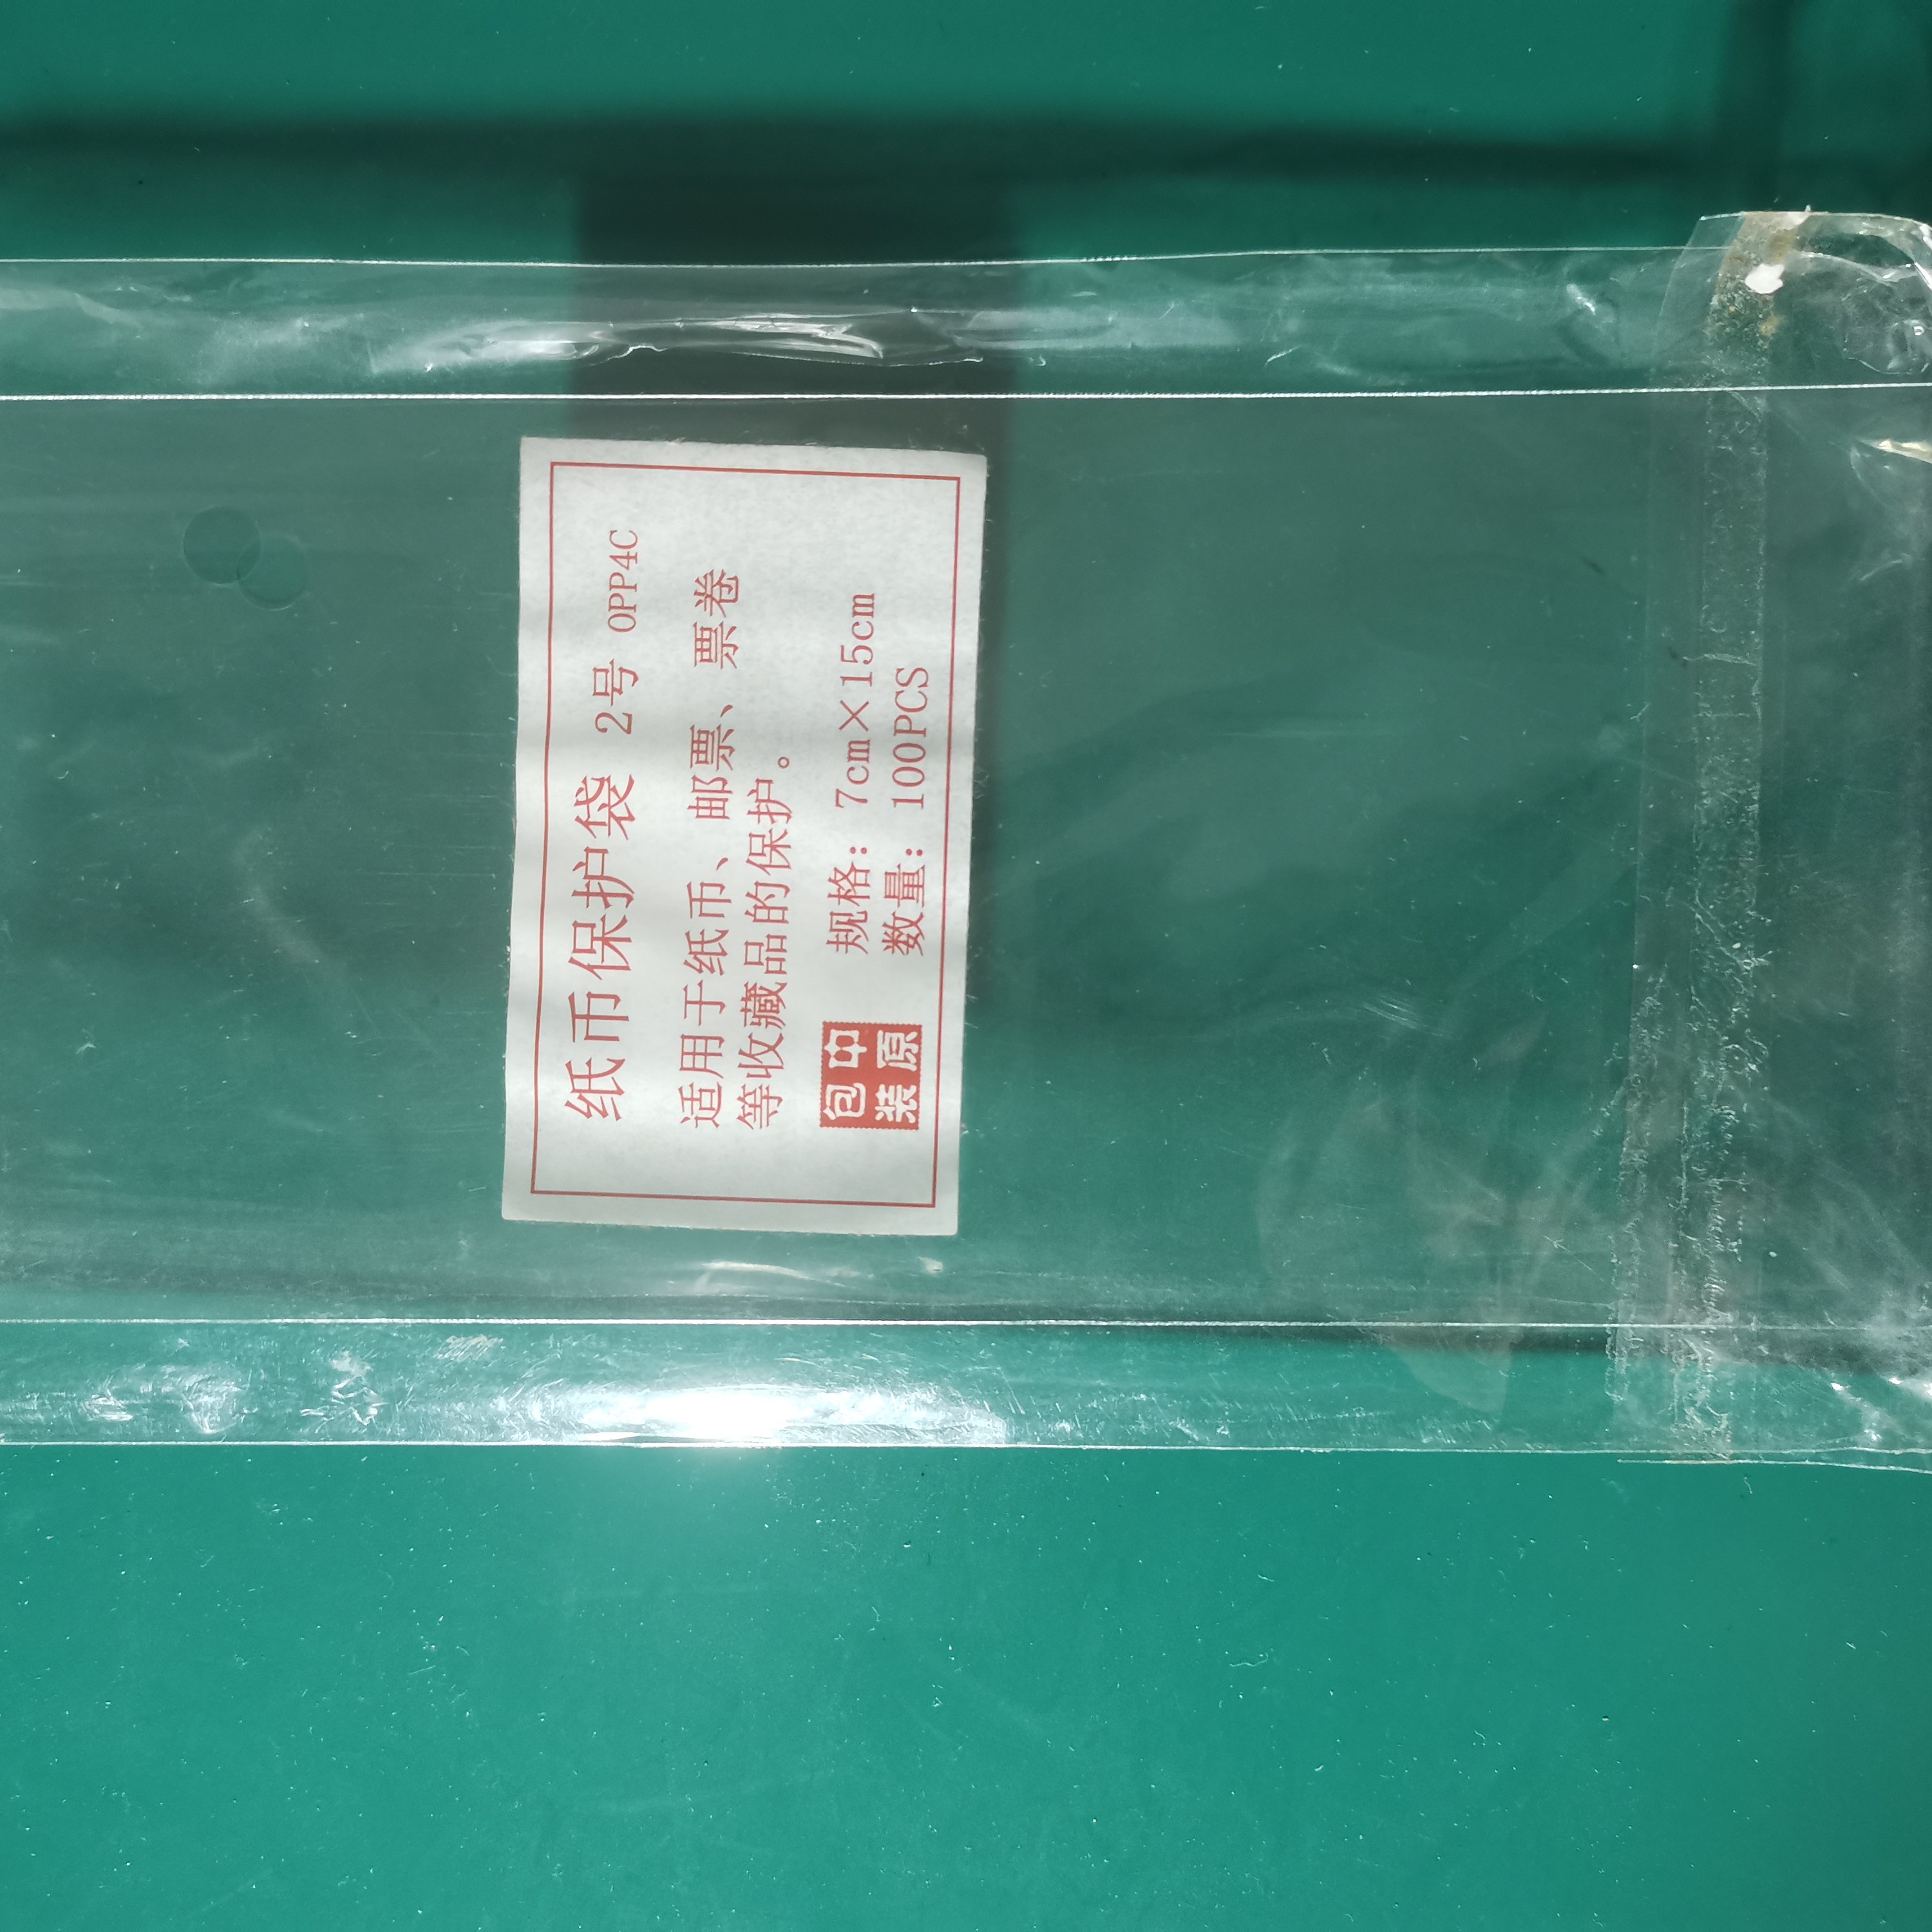 纸币保护袋 2号 OPP4C
适用于纸币、邮票、票卷
等收藏品的保护。
规格: 7cm×15cm
数量: 100PCS
包中
装原